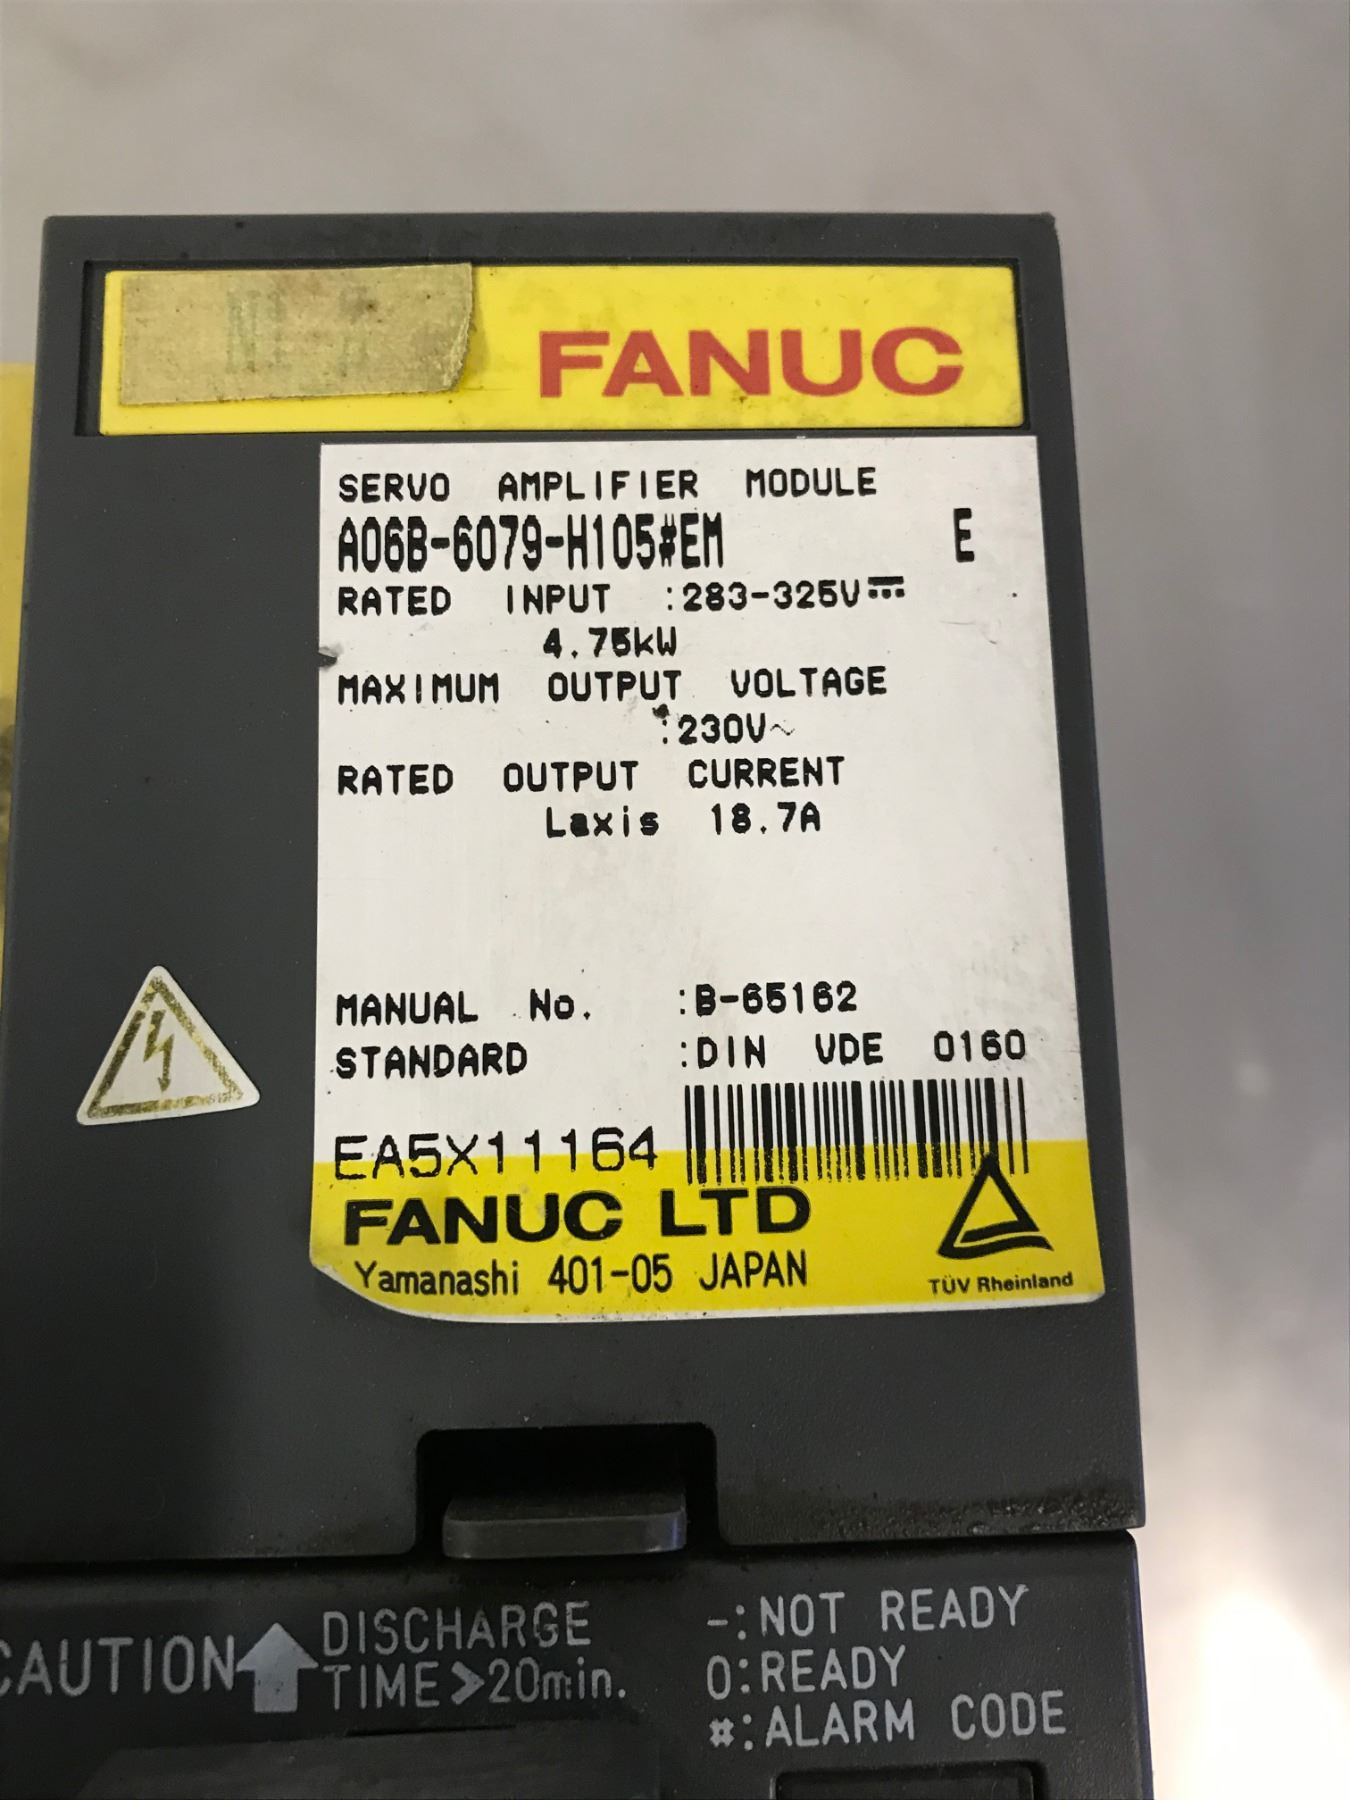 FANUC
SERVO AMPLIFIER MODULE
A06B-6079-H105#EM E
RATED INPUT :283-325V⎓
4.75kW
MAXIMUM OUTPUT VOLTAGE
:230V~
RATED OUTPUT CURRENT
Laxis 18.7A
MANUAL No. :B-65162
STANDARD :DIN VDE 0160
EA5X11164
FANUC LTD
Yamanashi 401-05 JAPAN
TÜV Rheinland
CAUTION DISCHARGE
TIME>20min.
-:NOT READY
0:READY
#:ALARM CODE